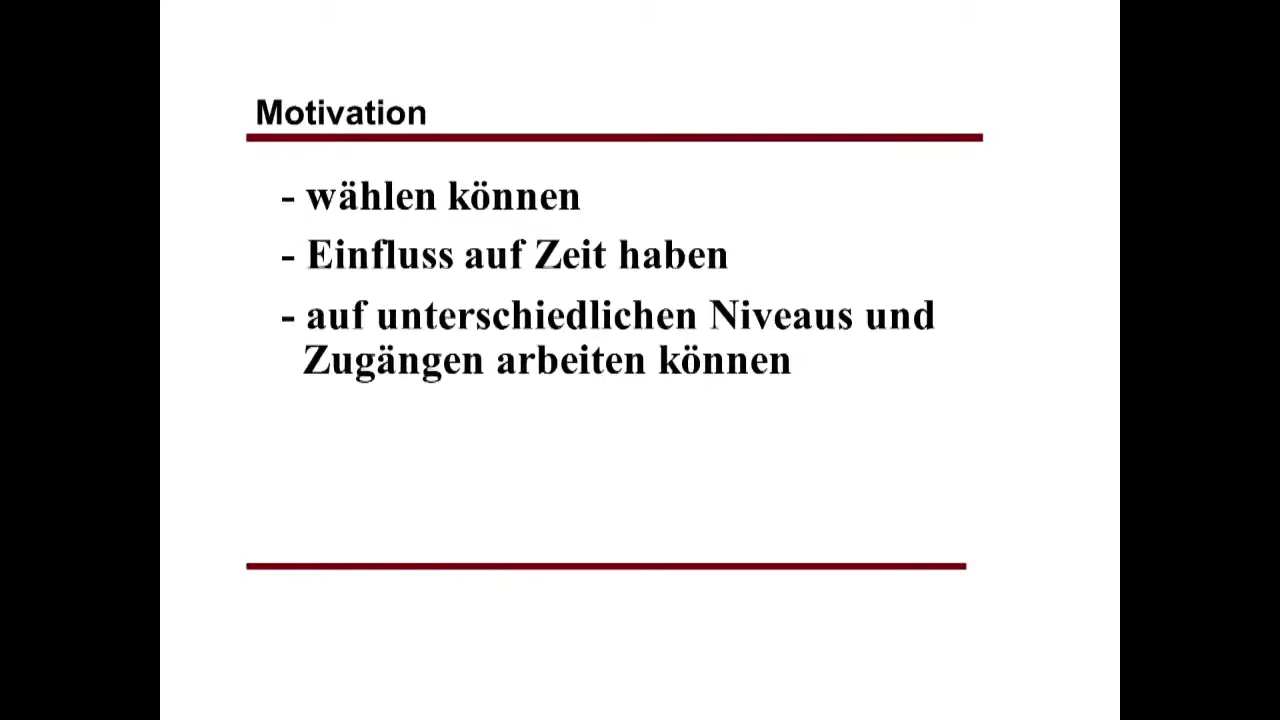 Motivation
- wählen können
- Einfluss auf Zeit haben
- auf unterschiedlichen Niveaus und
Zugängen arbeiten können